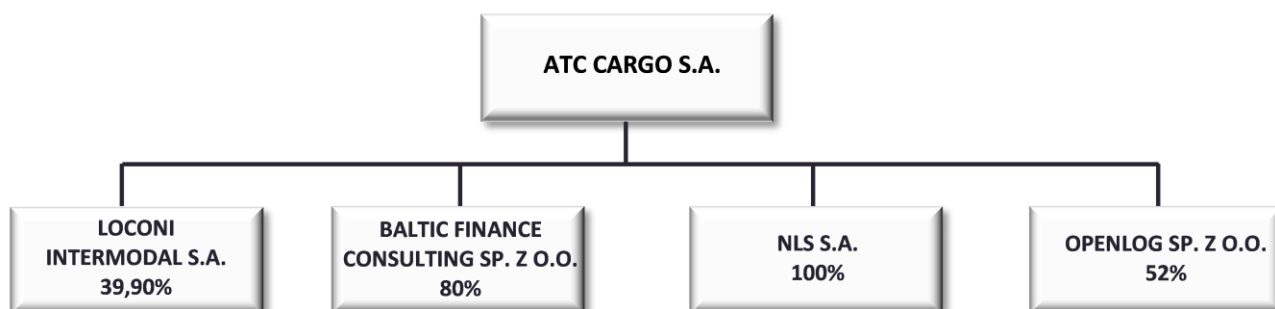 ATC CARGO S.A.
LOCONI
INTERMODAL S.A.
39,90%
BALTIC FINANCE
CONSULTING SP. Z O.O.
80%
NLS S.A.
100%
OPENLOG SP. Z O.O.
52%